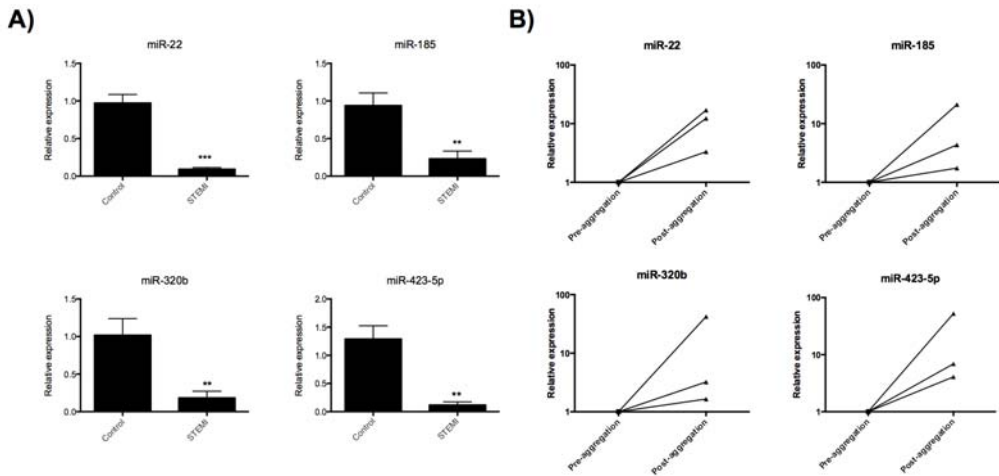 A)
B)
miR-22
miR-185
Relative expression
1.5
1.0
0.5
0.0
***
Control
STEMI
Relative expression
1.5
1.0
0.5
0.0
**
Control
STEMI
miR-320b
miR-423-5p
Relative expression
1.5
1.0
0.5
0.0
**
Control
STEMI
Relative expression
2.0
1.5
1.0
0.5
0.0
**
Control
STEMI
miR-22
miR-185
Relative expression
100
10
1
Pre-aggregation
Post-aggregation
Relative expression
100
10
1
Pre-aggregation
Post-aggregation
miR-320b
miR-423-5p
Relative expression
100
10
1
Pre-aggregation
Post-aggregation
Relative expression
100
10
1
Pre-aggregation
Post-aggregation